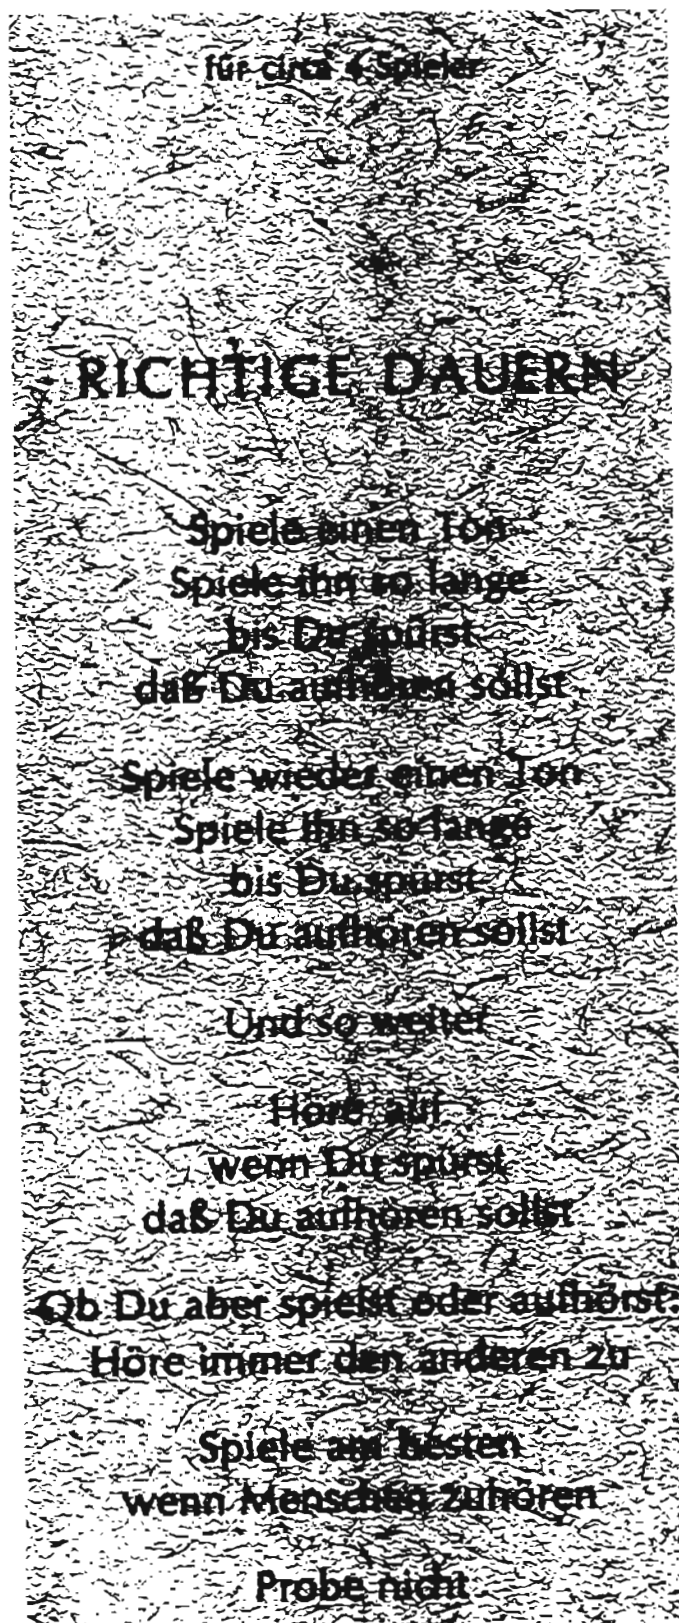 für circa 4 Spieler
RICHTIGE DAUERN
Spiele einen Ton
Spiele ihn so lange
bis Du spürst
daß Du aufhören sollst
Spiele wieder einen Ton
Spiele ihn so lange
bis Du spürst
daß Du aufhören sollst
Und so weiter
Höre auf
wenn Du spürst
daß Du aufhören sollst
Ob Du aber spielst oder aufhörst:
Höre immer den anderen zu
Spiele am besten
wenn Menschen zuhören
Probe nicht